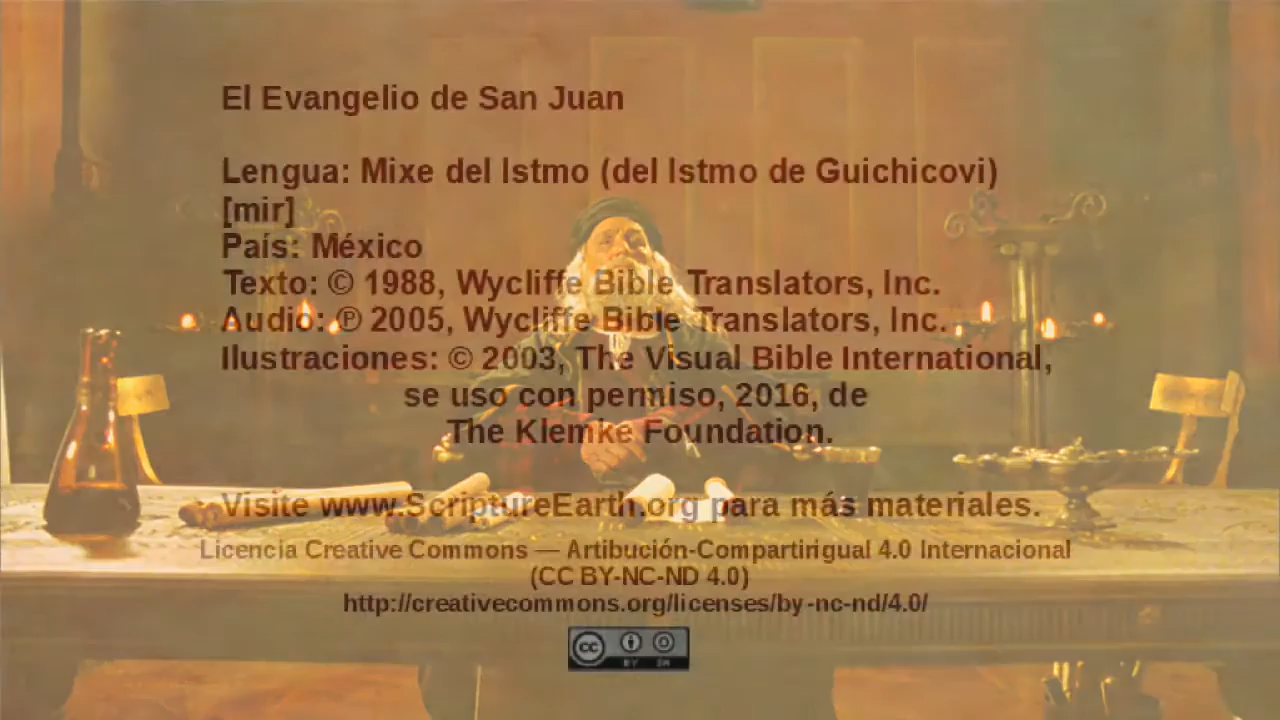 El Evangelio de San Juan
Lengua: Mixe del Istmo (del Istmo de Guichicovi)
[mir]
País: México
Texto: © 1988, Wycliffe Bible Translators, Inc.
Audio: ℗ 2005, Wycliffe Bible Translators, Inc.
Ilustraciones: © 2003, The Visual Bible International,
se uso con permiso, 2016, de
The Klemke Foundation.
Visite www.ScriptureEarth.org para más materiales.
Licencia Creative Commons — Artibución-Compartirigual 4.0 Internacional
(CC BY-NC-ND 4.0)
http://creativecommons.org/licenses/by-nc-nd/4.0/
cc BY SA